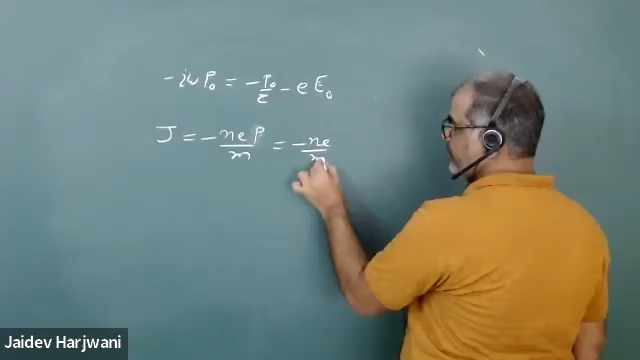 -iωP₀ = -P₀/τ - eE₀
J = -neP/m = -ne/m
Jaidev Harjwani